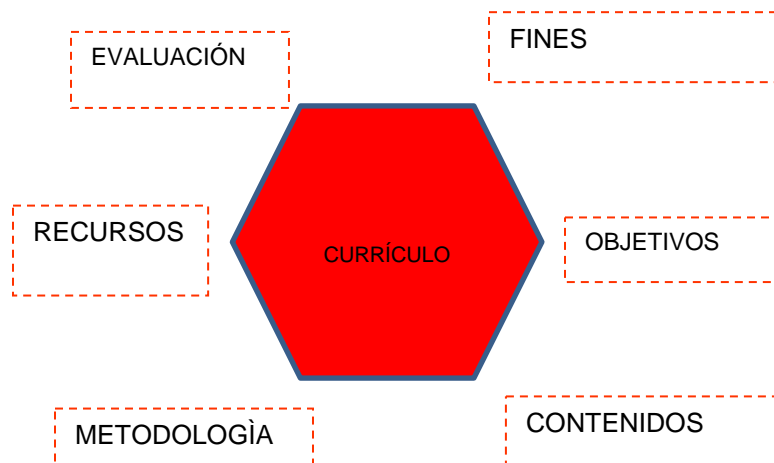 EVALUACIÓN
FINES
RECURSOS
OBJETIVOS
CURRÍCULO
METODOLOGÌA
CONTENIDOS